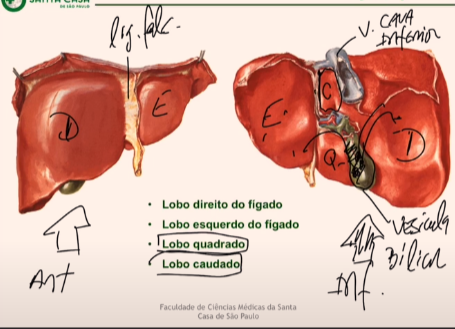 SANTA CASA
DE SÃO PAULO
lig. falc.
V. CAVA
INFERIOR
D
E
E
C
Q
D
• Lobo direito do fígado
• Lobo esquerdo do fígado
• Lobo quadrado
Lobo caudado
Vesícula
Bíliar
Ant
Inf.
Faculdade de Ciências Médicas da Santa
Casa de São Paulo